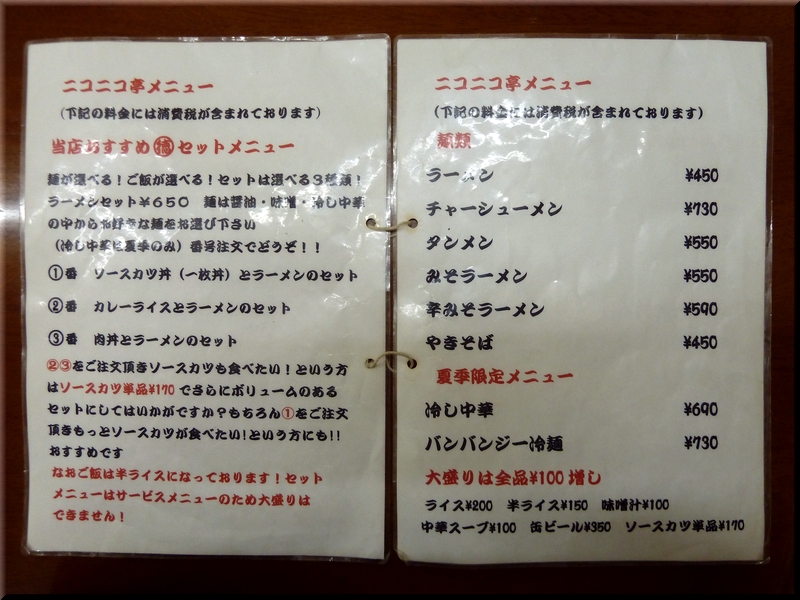 ニコニコ亭メニュー
(下記の料金には消費税が含まれております)
当店おすすめ㊙セットメニュー
麺が選べる！ご飯が選べる！セットは選べる３種類！
ラーメンセット¥６５０　麺は醤油・味噌・冷し中華
の中からお好きな麺をお選び下さい
（冷し中華は夏季のみ）番号注文でどうぞ！！
①番　ソースカツ丼（一枚丼）とラーメンのセット
②番　カレーライスとラーメンのセット
③番　肉丼とラーメンのセット
②③をご注文頂きソースカツも食べたい！という方
はソースカツ単品¥170 でさらにボリュームのある
セットにしてはいかがですか？もちろん①をご注文
頂きもっとソースカツが食べたい!という方にも!!
おすすめです
なおご飯は半ライスになっております！セット
メニューはサービスメニューのため大盛りは
できません！
ニコニコ亭メニュー
(下記の料金には消費税が含まれております)
麺類
ラーメン ¥450
チャーシューメン ¥730
タンメン ¥550
みそラーメン ¥550
辛みそラーメン ¥590
やきそば ¥450
夏季限定メニュー
冷し中華 ¥690
バンバンジー冷麺 ¥730
大盛りは全品¥100 増し
ライス¥200　半ライス¥150　味噌汁¥100
中華スープ¥100　缶ビール¥350　ソースカツ単品¥170